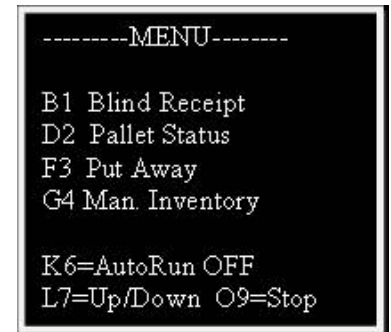 ---------MENU--------
B1 Blind Receipt
D2 Pallet Status
F3 Put Away
G4 Man. Inventory
K6=AutoRun OFF
L7=Up/Down O9=Stop